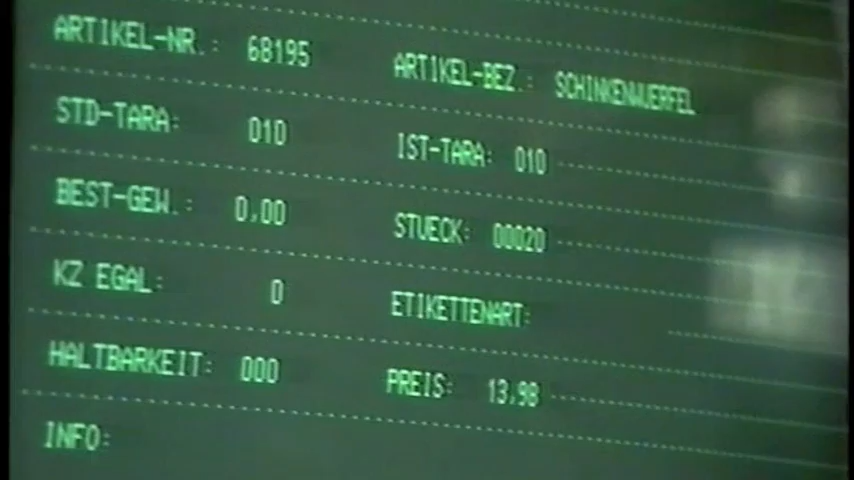 ARTIKEL-NR.: 68195 ARTIKEL-BEZ.: SCHINKENWUERFEL
STD-TARA: 010 IST-TARA: 010
BEST-GEW.: 0,00 STUECK: 00020
KZ EGAL: 0 ETIKETTENART:
HALTBARKEIT: 000 PREIS: 13,98
INFO: